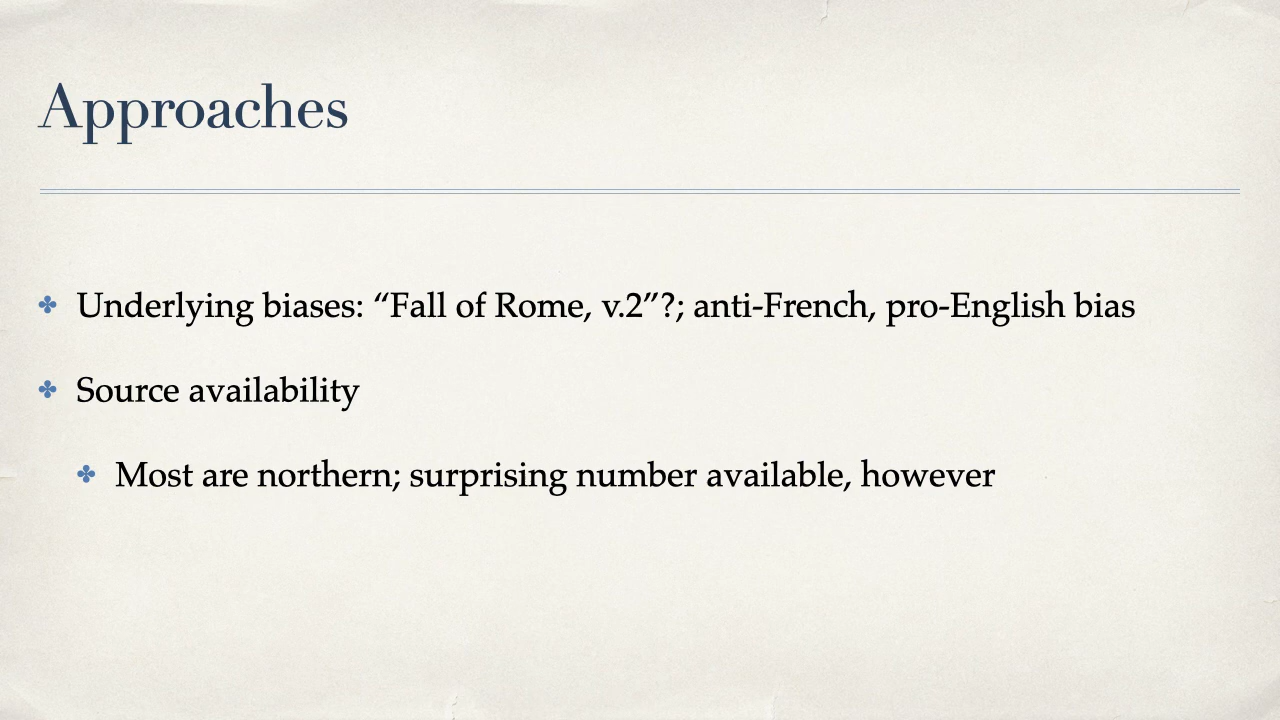 Approaches
Underlying biases: “Fall of Rome, v.2”?; anti-French, pro-English bias
Source availability
Most are northern; surprising number available, however